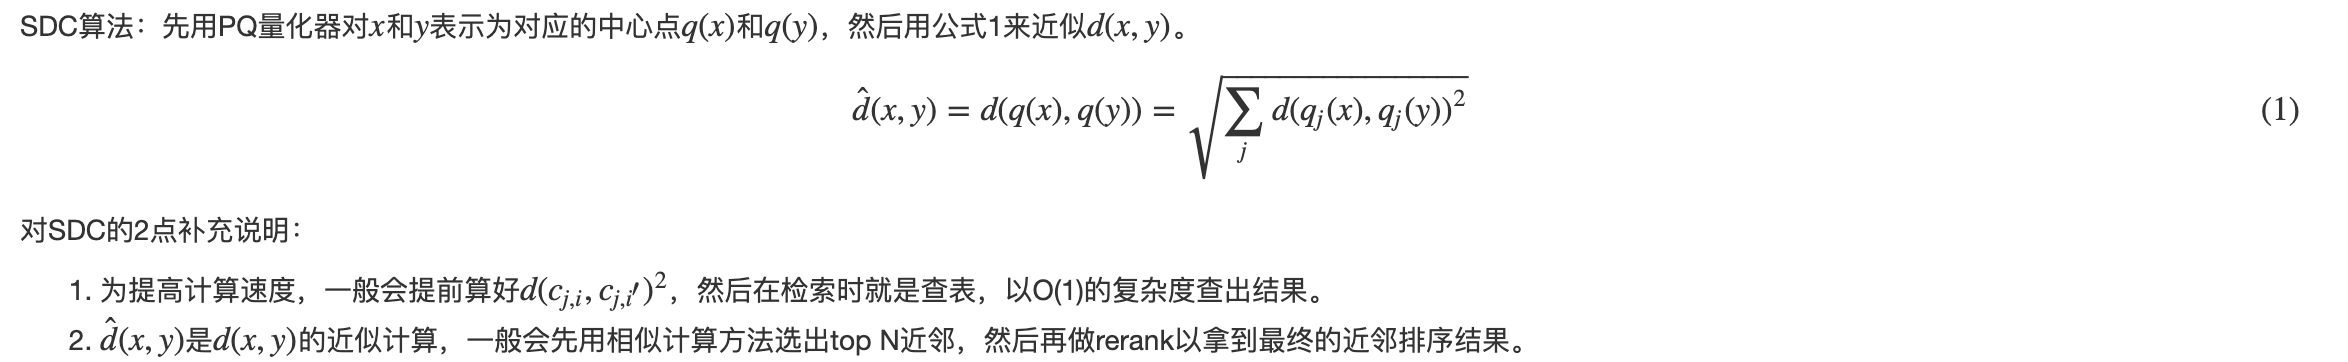 SDC算法：先用PQ量化器对x和y表示为对应的中心点q(x)和q(y)，然后用公式1来近似d(x, y)。
d̂(x, y) = d(q(x), q(y)) = √(∑_j d(q_j(x), q_j(y))²) (1)
对SDC的2点补充说明：
1. 为提高计算速度，一般会提前算好d(c_{j,i}, c_{j,i′})²，然后在检索时就是查表，以O(1)的复杂度查出结果。
2. d̂(x, y)是d(x, y)的近似计算，一般会先用相似计算方法选出top N近邻，然后再做rerank以拿到最终的近邻排序结果。